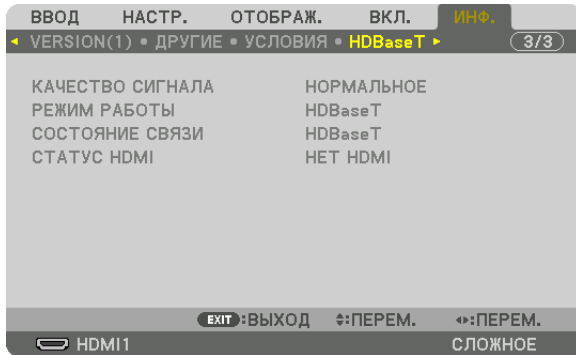 ВВОД НАСТР. ОТОБРАЖ. ВКЛ. ИНФ.
VERSION(1) • ДРУГИЕ • УСЛОВИЯ • HDBaseT 3/3
КАЧЕСТВО СИГНАЛА НОРМАЛЬНОЕ
РЕЖИМ РАБОТЫ HDBaseT
СОСТОЯНИЕ СВЯЗИ HDBaseT
СТАТУС HDMI НЕТ HDMI
EXIT :ВЫХОД :ПЕРЕМ. :ПЕРЕМ.
HDMI1 СЛОЖНОЕ